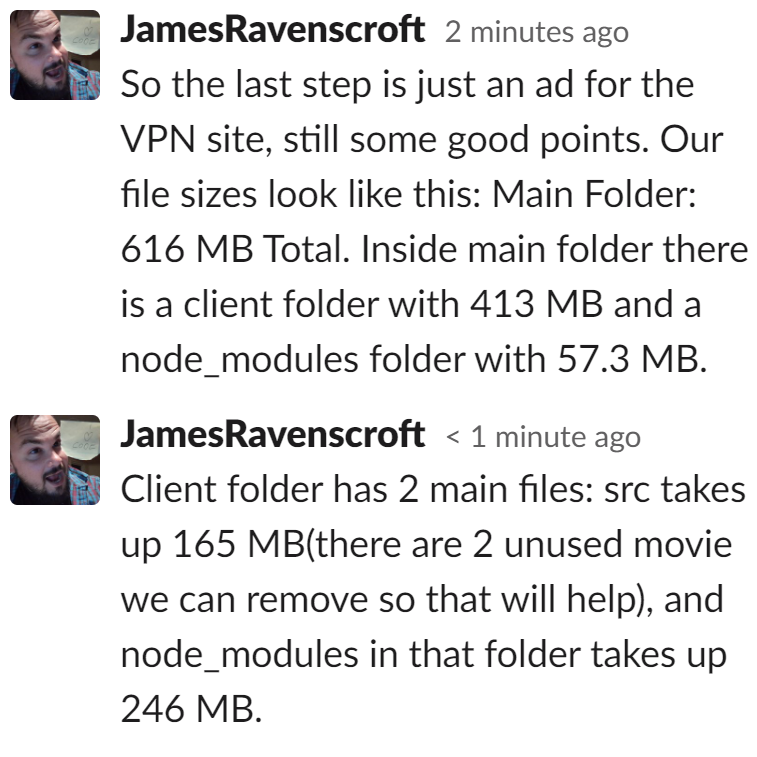 JamesRavenscroft 2 minutes ago
So the last step is just an ad for the
VPN site, still some good points. Our
file sizes look like this: Main Folder:
616 MB Total. Inside main folder there
is a client folder with 413 MB and a
node_modules folder with 57.3 MB.
JamesRavenscroft < 1 minute ago
Client folder has 2 main files: src takes
up 165 MB(there are 2 unused movie
we can remove so that will help), and
node_modules in that folder takes up
246 MB.